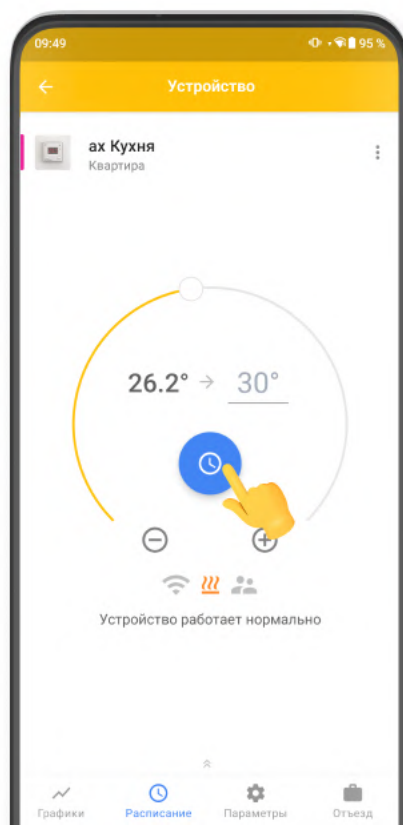 09:49 95 %
Устройство
ах Кухня
Квартира
26.2° → 30°
Устройство работает нормально
Графики Расписание Параметры Отъезд